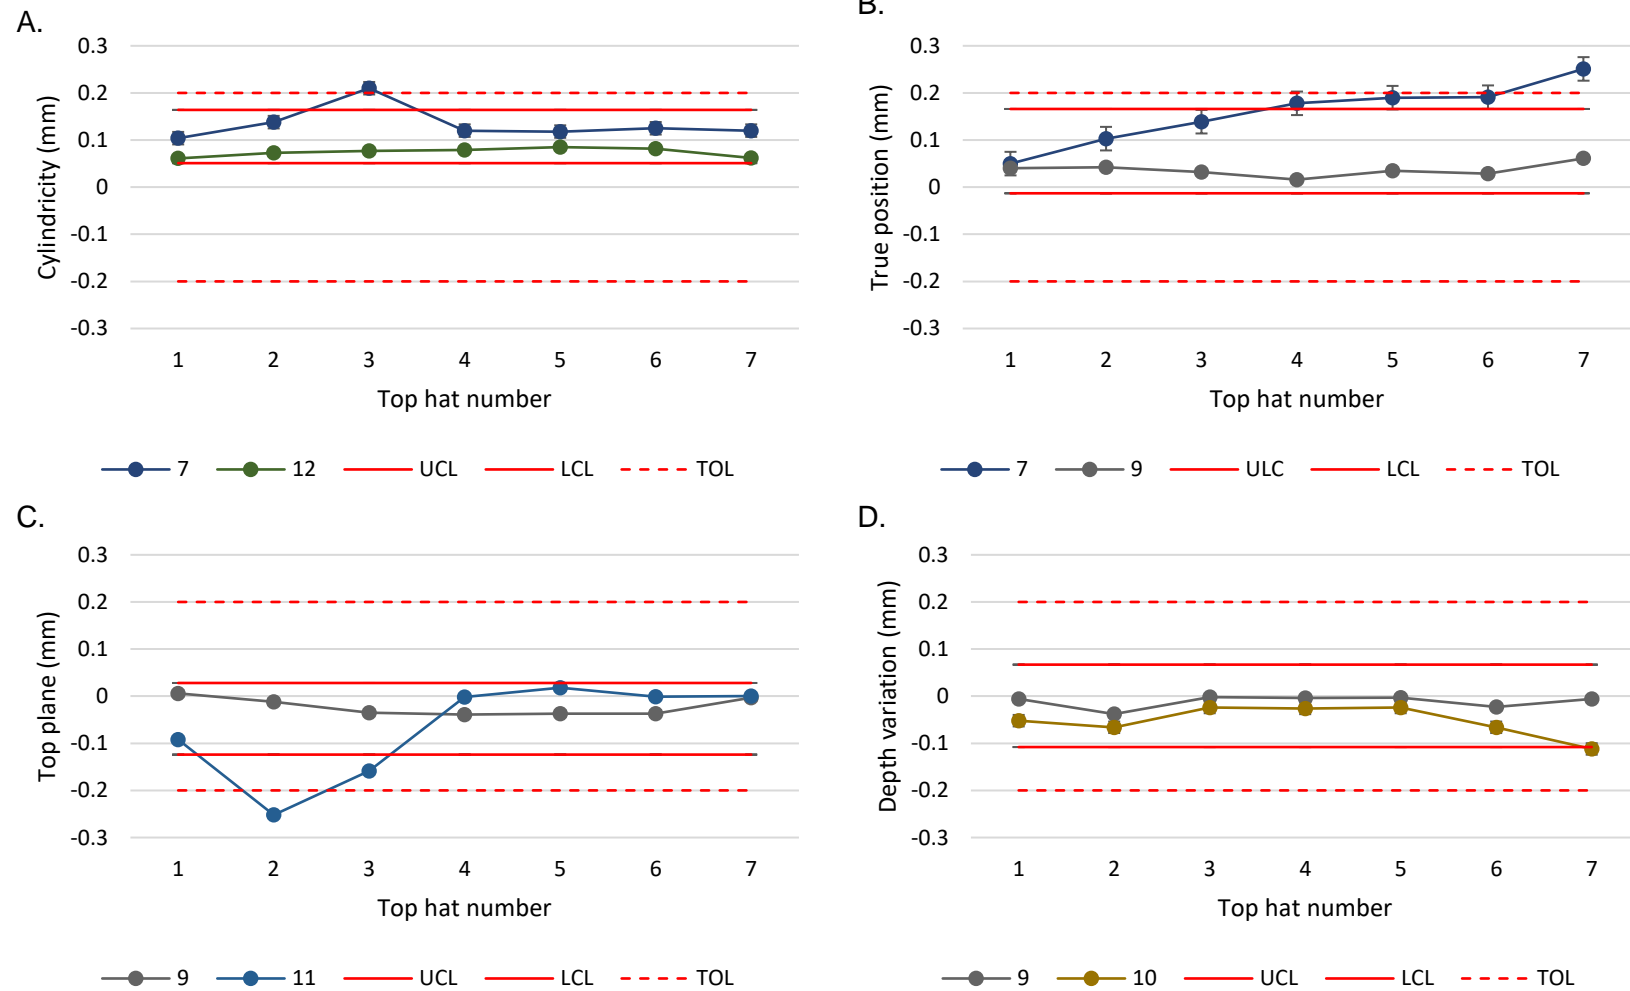 A.
0.3
0.2
0.1
0
-0.1
-0.2
-0.3
Cylindricity (mm)
1 2 3 4 5 6 7
Top hat number
7 12 UCL LCL TOL
B.
0.3
0.2
0.1
0
-0.1
-0.2
-0.3
True position (mm)
1 2 3 4 5 6 7
Top hat number
7 9 ULC LCL TOL
C.
0.3
0.2
0.1
0
-0.1
-0.2
-0.3
Top plane (mm)
1 2 3 4 5 6 7
Top hat number
9 11 UCL LCL TOL
D.
0.3
0.2
0.1
0
-0.1
-0.2
-0.3
Depth variation (mm)
1 2 3 4 5 6 7
Top hat number
9 10 UCL LCL TOL